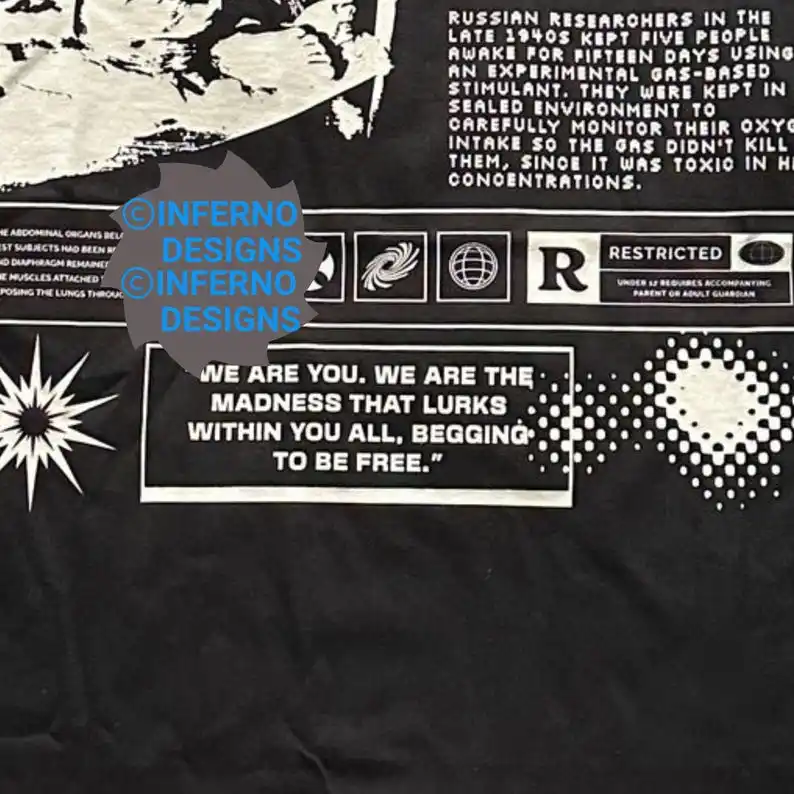 RUSSIAN RESEARCHERS IN THE
LATE 1940S KEPT FIVE PEOPLE
AWAKE FOR FIFTEEN DAYS USING
AN EXPERIMENTAL GAS-BASED
STIMULANT. THEY WERE KEPT IN
SEALED ENVIRONMENT TO
CAREFULLY MONITOR THEIR
INTAKE SO THE GAS DIDN'T KILL
THEM, SINCE IT WAS TOXIC IN
CONCENTRATIONS.
THE ABDOMINAL ORGANS
SUBJECTS HAD BEEN
DIAPHRAGM
MUSCLES ATTACHED
THE LUNGS
©INFERNO
DESIGNS
©INFERNO
DESIGNS
R
RESTRICTED
UNDER 17 REQUIRES ACCOMPANYING
PARENT OR ADULT GUARDIAN
WE ARE YOU. WE ARE THE
MADNESS THAT LURKS
WITHIN YOU ALL, BEGGING
TO BE FREE.”